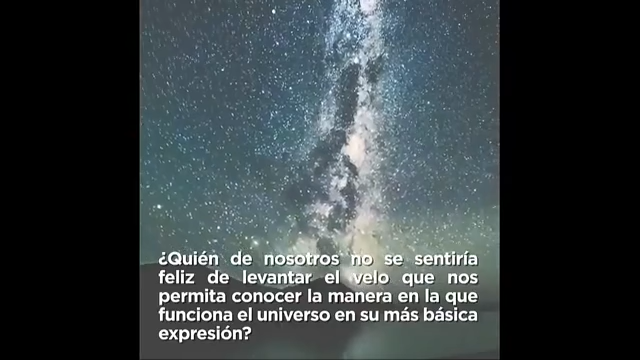 ¿Quién de nosotros no se sentiría
feliz de levantar el velo que nos
permita conocer la manera en la que
funciona el universo en su más básica
expresión?